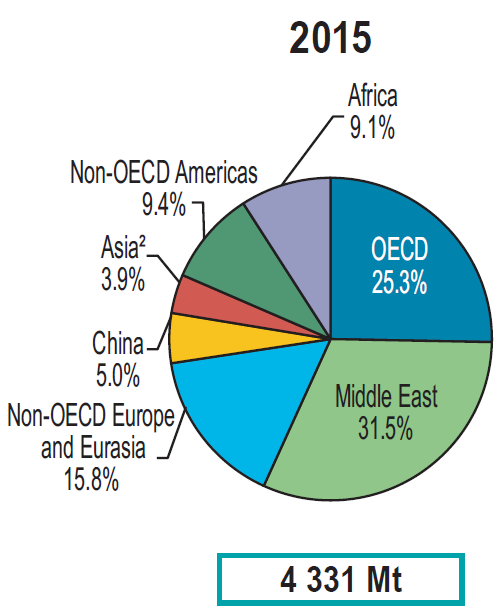 2015
Africa
9.1%
Non-OECD Americas
9.4%
OECD
25.3%
Asia²
3.9%
China
5.0%
Middle East
31.5%
Non-OECD Europe
and Eurasia
15.8%
4 331 Mt